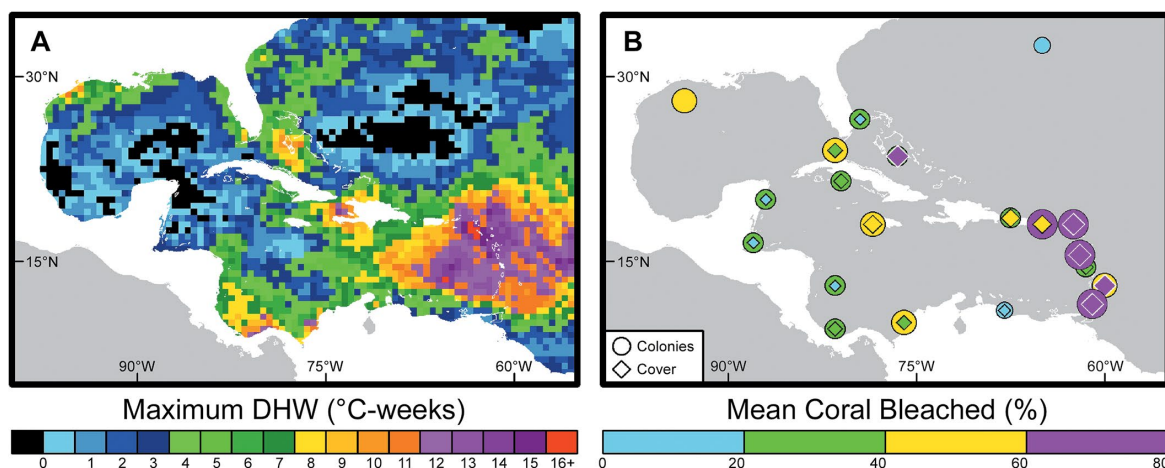 A
30°N
15°N
90°W
75°W
60°W
Maximum DHW (°C-weeks)
0 1 2 3 4 5 6 7 8 9 10 11 12 13 14 15 16+
B
30°N
15°N
Colonies
Cover
90°W
75°W
60°W
Mean Coral Bleached (%)
0 20 40 60 80